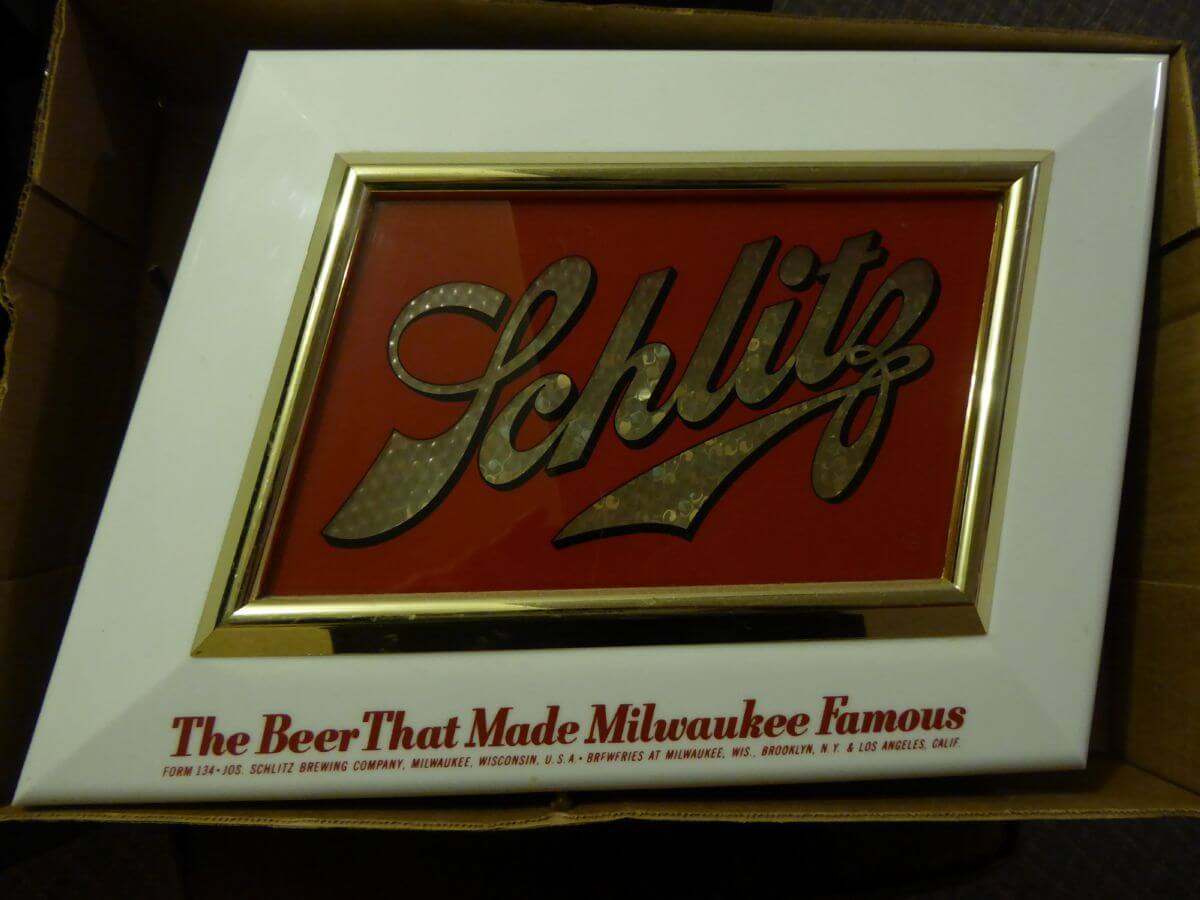 Schlitz
The Beer That Made Milwaukee Famous
FORM 134 • JOS. SCHLITZ BREWING COMPANY, MILWAUKEE, WISCONSIN, U.S.A. • BREWERIES AT MILWAUKEE, WIS., BROOKLYN, N.Y. & LOS ANGELES, CALIF.